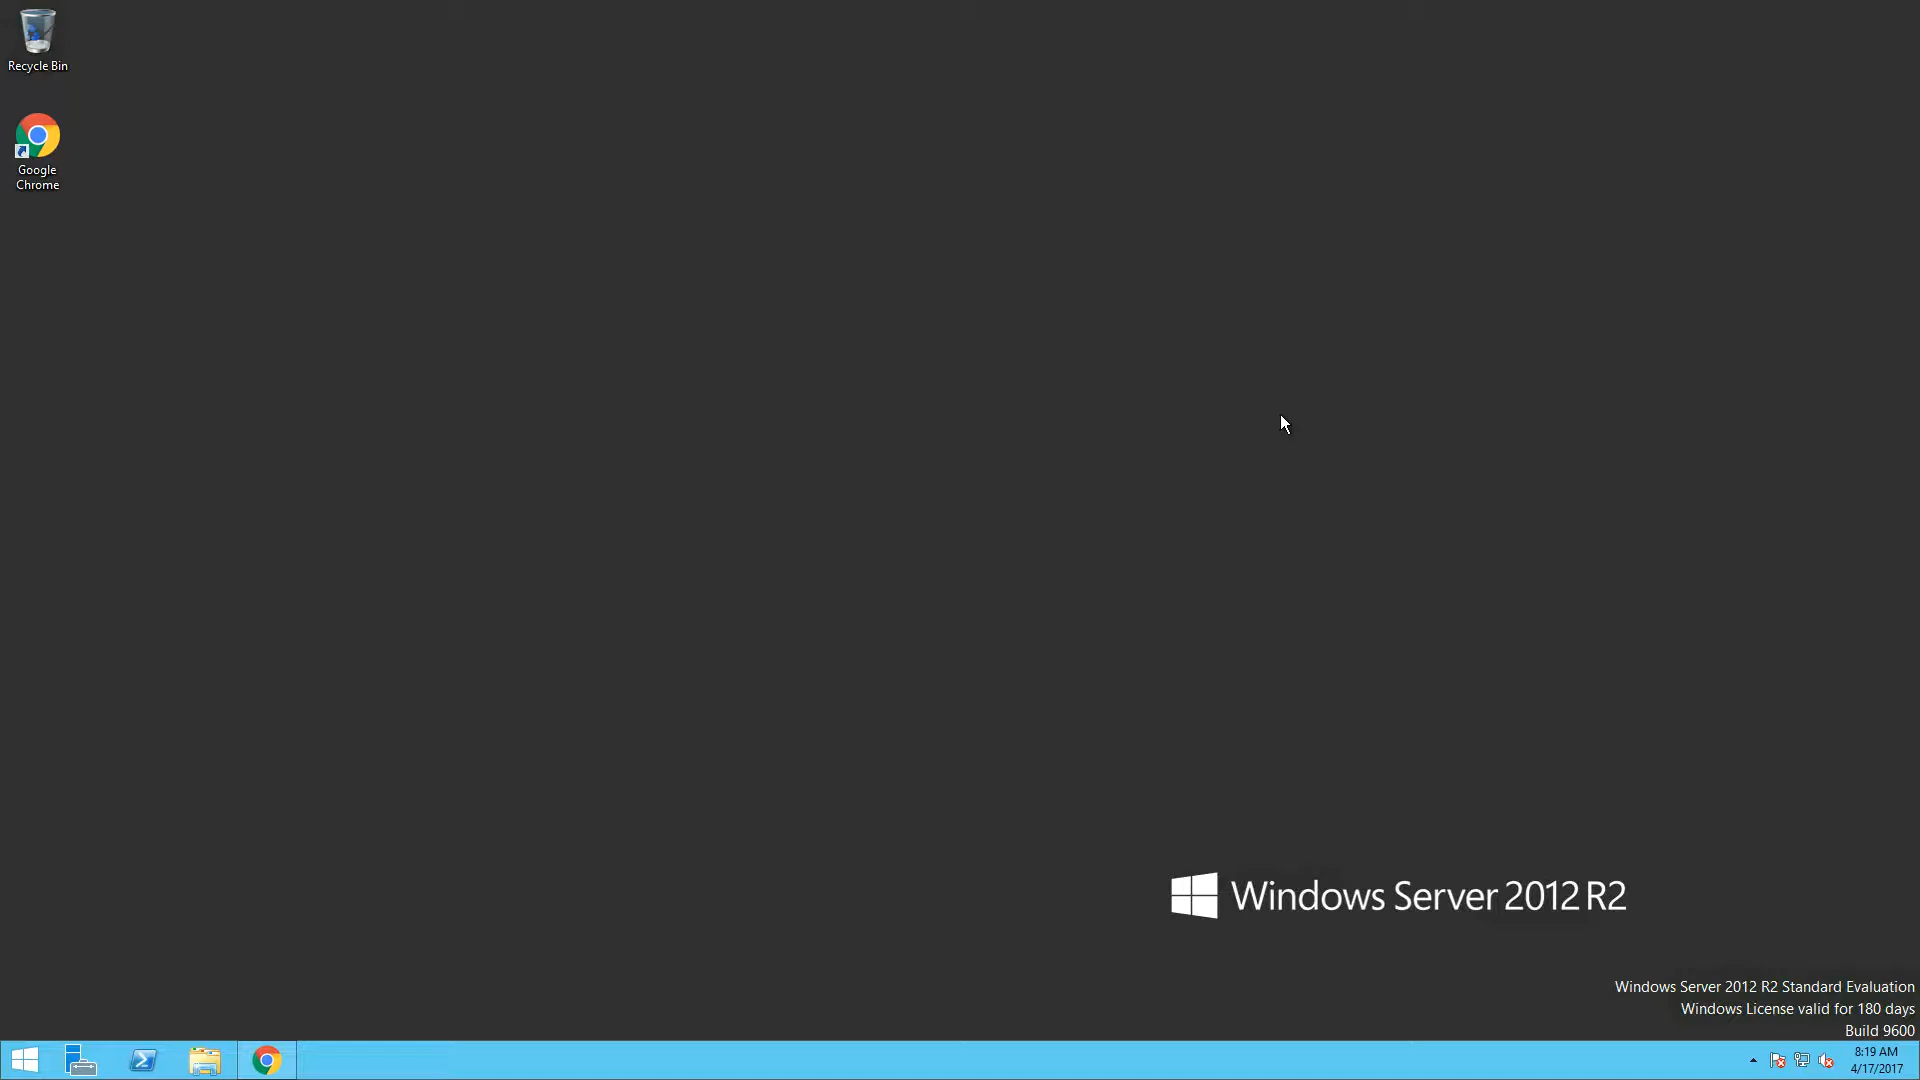 Recycle Bin
Google
Chrome
Windows Server 2012 R2
Windows Server 2012 R2 Standard Evaluation
Windows License valid for 180 days
Build 9600
8:19 AM
4/17/2017